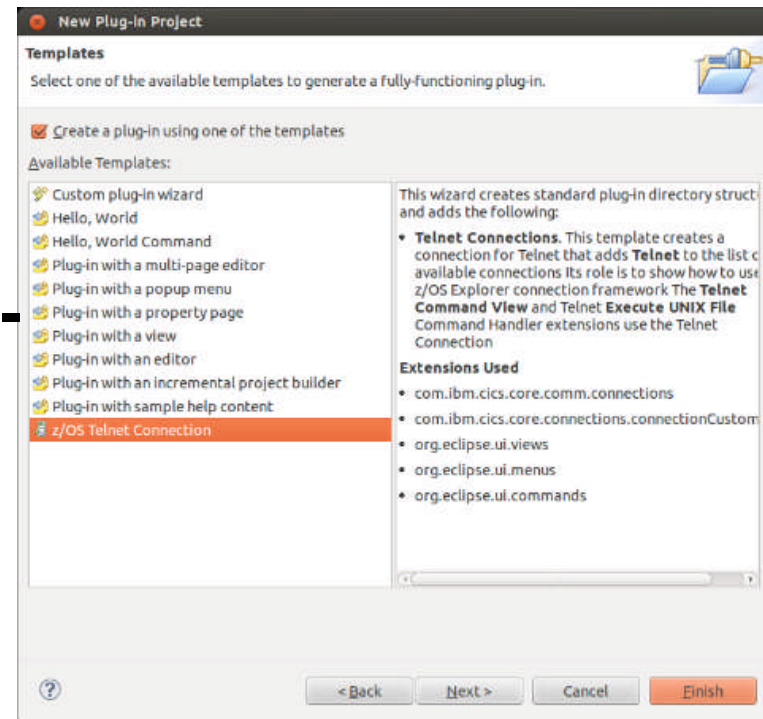 New Plug-in Project
Templates
Select one of the available templates to generate a fully-functioning plug-in.
Create a plug-in using one of the templates
Available Templates:
Custom plug-in wizard
Hello, World
Hello, World Command
Plug-in with a multi-page editor
Plug-in with a popup menu
Plug-in with a property page
Plug-in with a view
Plug-in with an editor
Plug-in with an incremental project builder
Plug-in with sample help content
z/OS Telnet Connection
This wizard creates standard plug-in directory struct
and adds the following:
• Telnet Connections. This template creates a
connection for Telnet that adds Telnet to the list
available connections Its role is to show how to use
z/OS Explorer connection framework The Telnet
Command View and Telnet Execute UNIX File
Command Handler extensions use the Telnet
Connection
Extensions Used
• com.ibm.cics.core.comm.connections
• com.ibm.cics.core.connections.connectionCustom
• org.eclipse.ui.views
• org.eclipse.ui.menus
• org.eclipse.ui.commands
?
< Back
Next >
Cancel
Finish